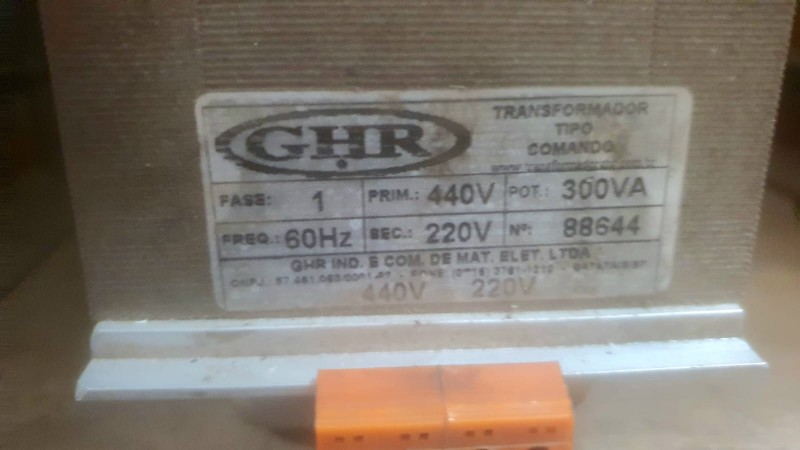 GHR
TRANSFORMADOR
TIPO
COMANDO
FASE: 1 PRIM.: 440V POT.: 300VA
FREQ.: 60Hz SEC.: 220V Nº: 88644
GHR IND. E COM. DE MAT. ELET. LTDA
440V 220V